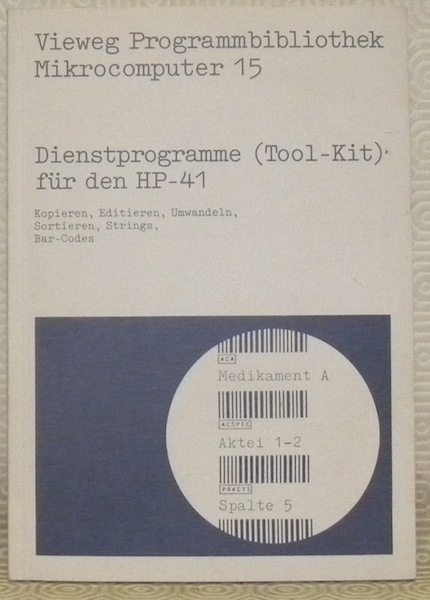 Vieweg Programmbibliothek
Mikrocomputer 15
Dienstprogramme (Tool-Kit)
für den HP-41
Kopieren, Editieren, Umwandeln,
Sortieren, Strings,
Bar-Codes
ACA
Medikament A
ACSPEC
Aktei 1-2
PRKEYS
Spalte 5